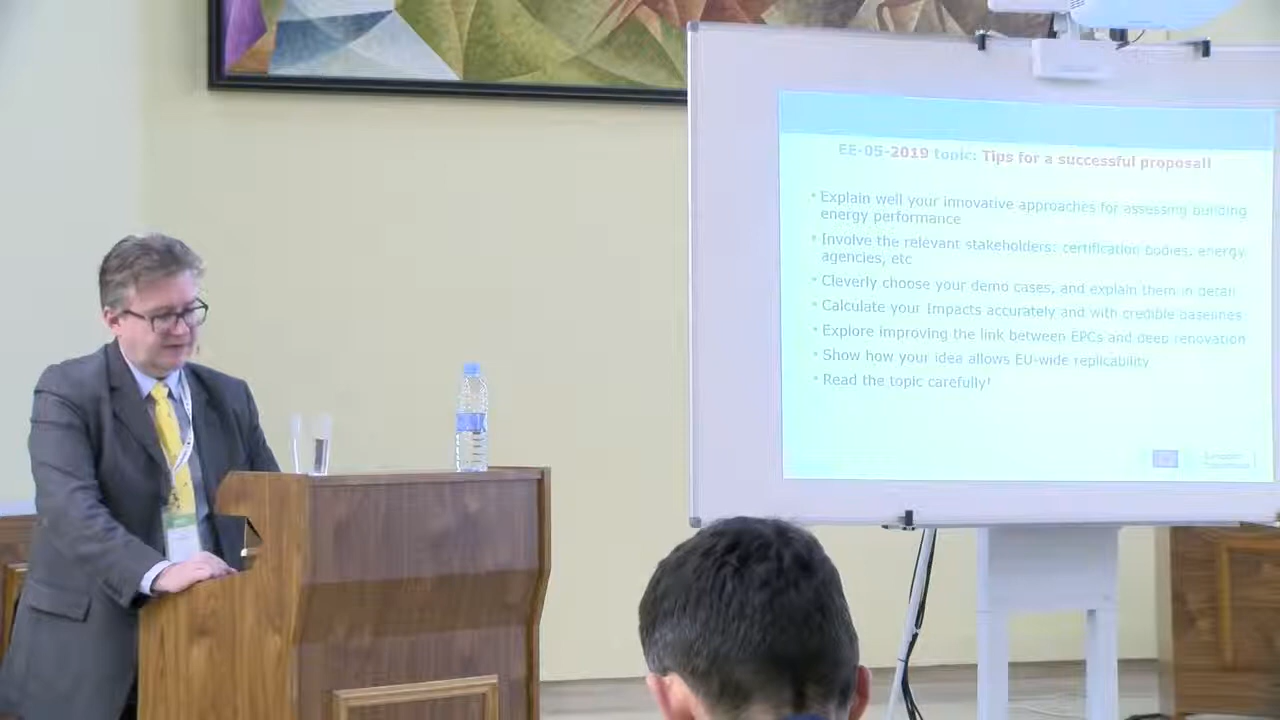 EE-05-2019 topic: Tips for a successful proposal!
• Explain well your innovative approaches for assessing building
energy performance
• Involve the relevant stakeholders: certification bodies, energy
agencies, etc
• Cleverly choose your demo cases, and explain them in detail
• Calculate your Impacts accurately and with credible baselines
• Explore improving the link between EPCs and deep renovation
• Show how your idea allows EU-wide replicability
• Read the topic carefully!